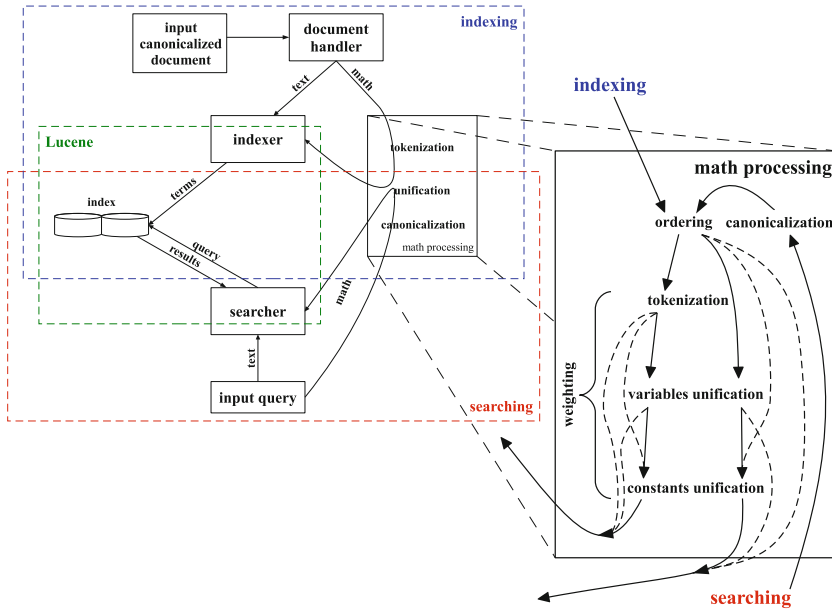 input
canonicalized
document
document
handler
indexing
text
math
Lucene
indexer
tokenization
unification
canonicalization
math processing
index
terms
query
results
searcher
math
text
input query
searching
indexing
math processing
ordering
canonicalization
tokenization
weighting
variables unification
constants unification
searching